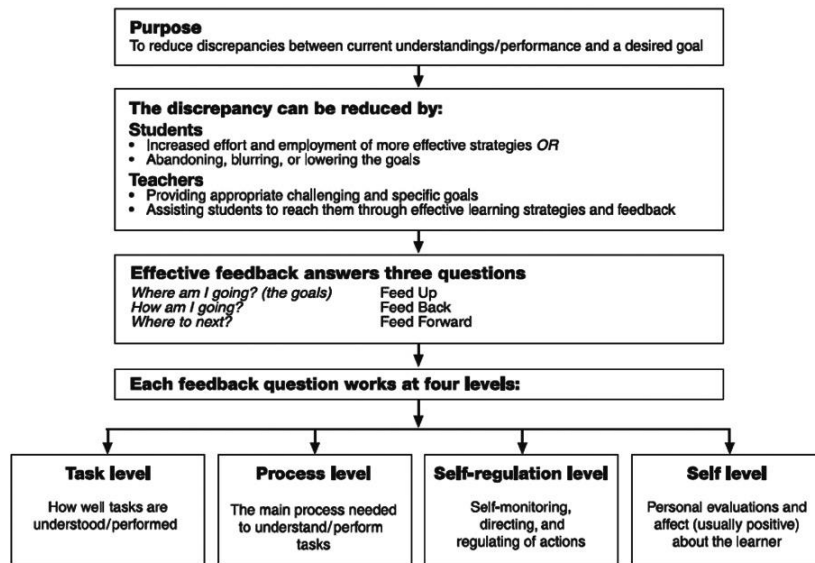 Purpose
To reduce discrepancies between current understandings/performance and a desired goal
The discrepancy can be reduced by:
Students
• Increased effort and employment of more effective strategies OR
• Abandoning, blurring, or lowering the goals
Teachers
• Providing appropriate challenging and specific goals
• Assisting students to reach them through effective learning strategies and feedback
Effective feedback answers three questions
Where am I going? (the goals) Feed Up
How am I going? Feed Back
Where to next? Feed Forward
Each feedback question works at four levels:
Task level
How well tasks are
understood/performed
Process level
The main process needed
to understand/perform
tasks
Self-regulation level
Self-monitoring,
directing, and
regulating of actions
Self level
Personal evaluations and
affect (usually positive)
about the learner